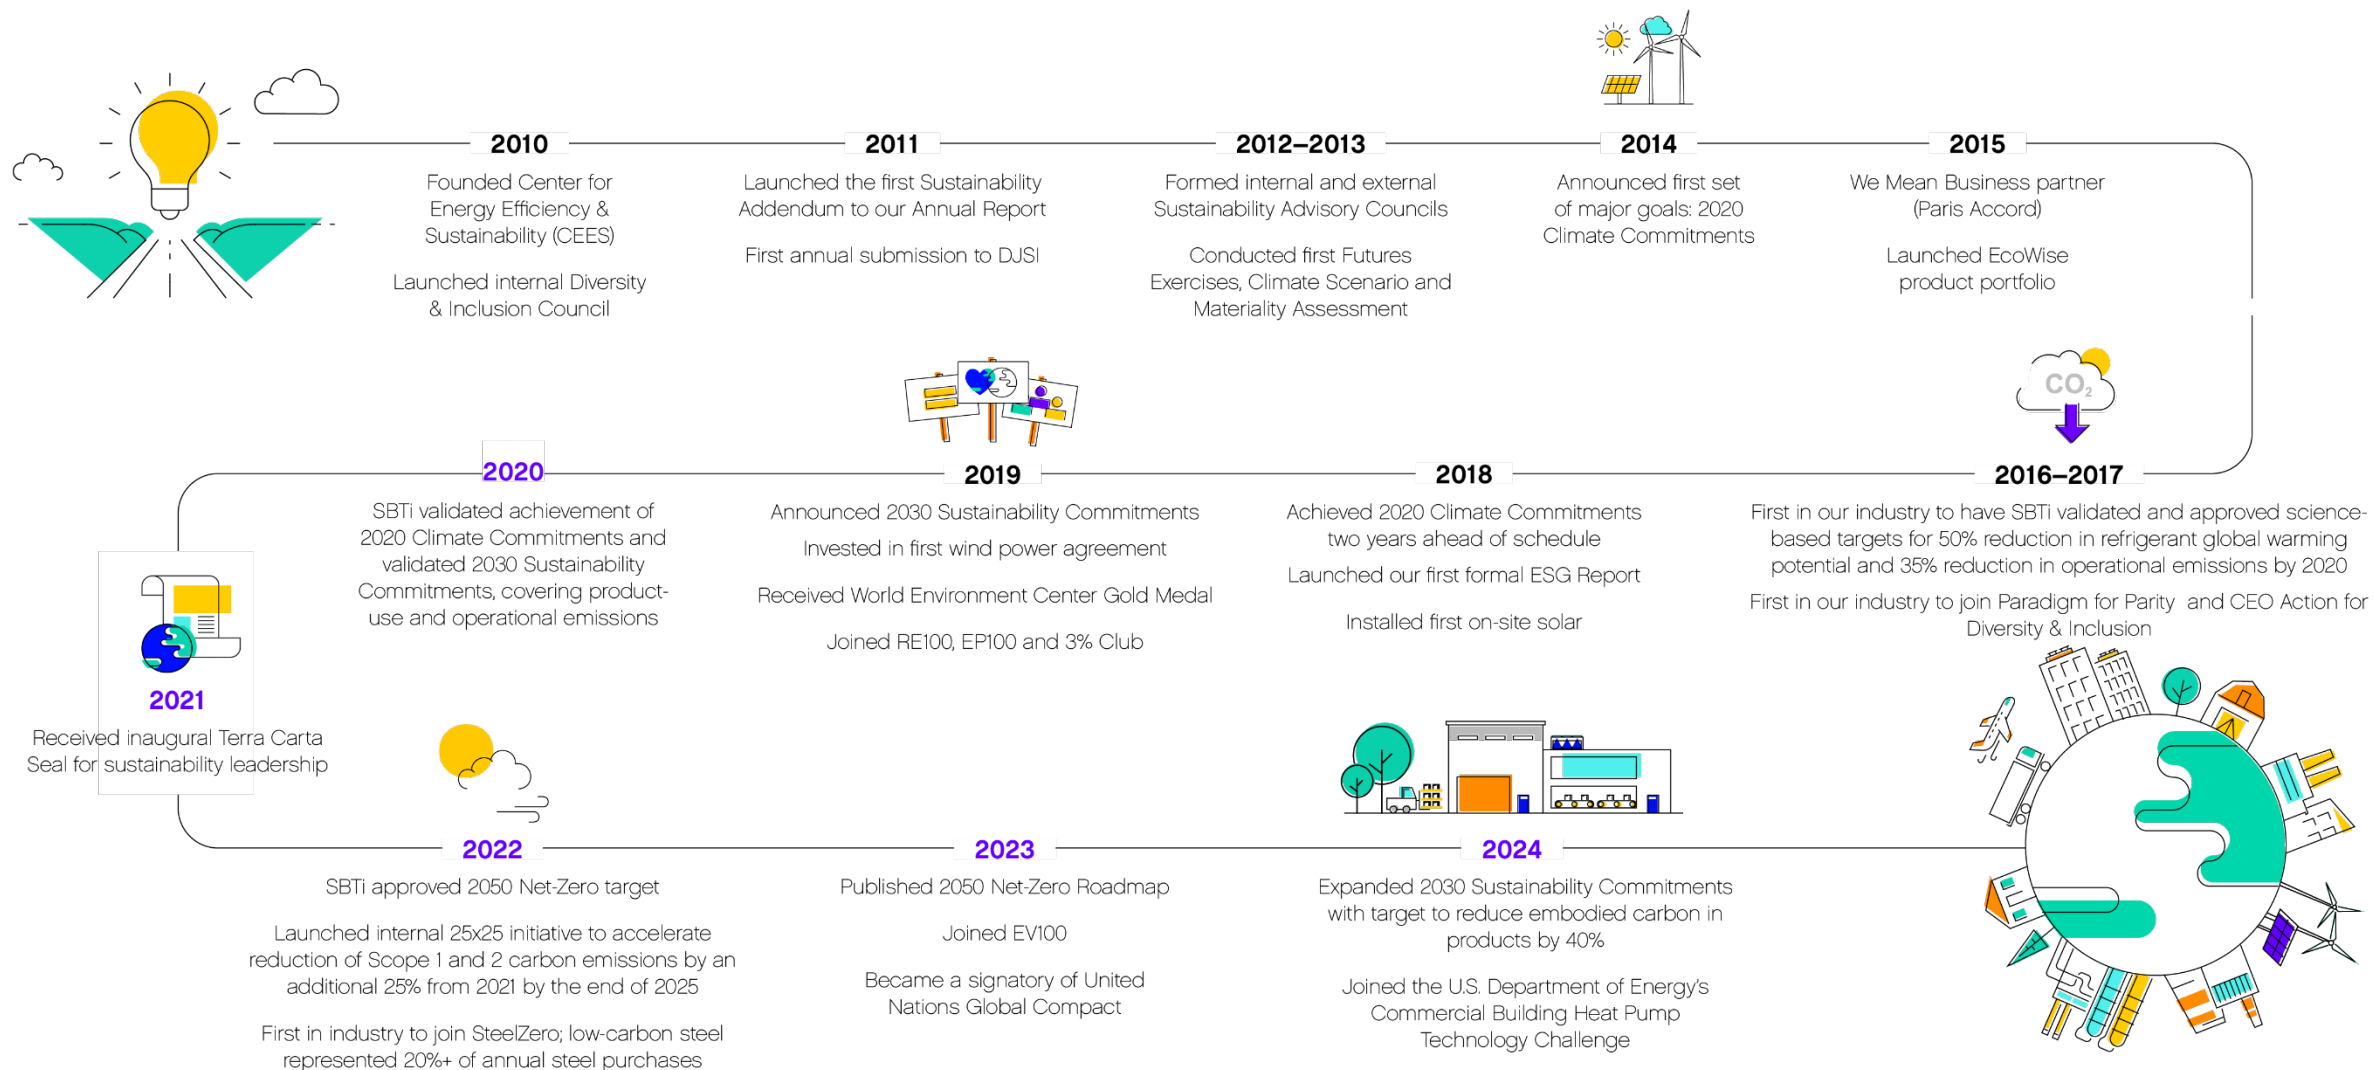 2010
Founded Center for
Energy Efficiency &
Sustainability (CEES)
Launched internal Diversity
& Inclusion Council
2011
Launched the first Sustainability
Addendum to our Annual Report
First annual submission to DJSI
2012–2013
Formed internal and external
Sustainability Advisory Councils
Conducted first Futures
Exercises, Climate Scenario and
Materiality Assessment
2014
Announced first set
of major goals: 2020
Climate Commitments
2015
We Mean Business partner
(Paris Accord)
Launched EcoWise
product portfolio
CO₂
2016–2017
First in our industry to have SBTi validated and approved science-
based targets for 50% reduction in refrigerant global warming
potential and 35% reduction in operational emissions by 2020
First in our industry to join Paradigm for Parity and CEO Action for
Diversity & Inclusion
2018
Achieved 2020 Climate Commitments
two years ahead of schedule
Launched our first formal ESG Report
Installed first on-site solar
2019
Announced 2030 Sustainability Commitments
Invested in first wind power agreement
Received World Environment Center Gold Medal
Joined RE100, EP100 and 3% Club
2020
SBTi validated achievement of
2020 Climate Commitments and
validated 2030 Sustainability
Commitments, covering product-
use and operational emissions
2021
Received inaugural Terra Carta
Seal for sustainability leadership
2022
SBTi approved 2050 Net-Zero target
Launched internal 25x25 initiative to accelerate
reduction of Scope 1 and 2 carbon emissions by an
additional 25% from 2021 by the end of 2025
First in industry to join SteelZero; low-carbon steel
represented 20%+ of annual steel purchases
2023
Published 2050 Net-Zero Roadmap
Joined EV100
Became a signatory of United
Nations Global Compact
2024
Expanded 2030 Sustainability Commitments
with target to reduce embodied carbon in
products by 40%
Joined the U.S. Department of Energy's
Commercial Building Heat Pump
Technology Challenge